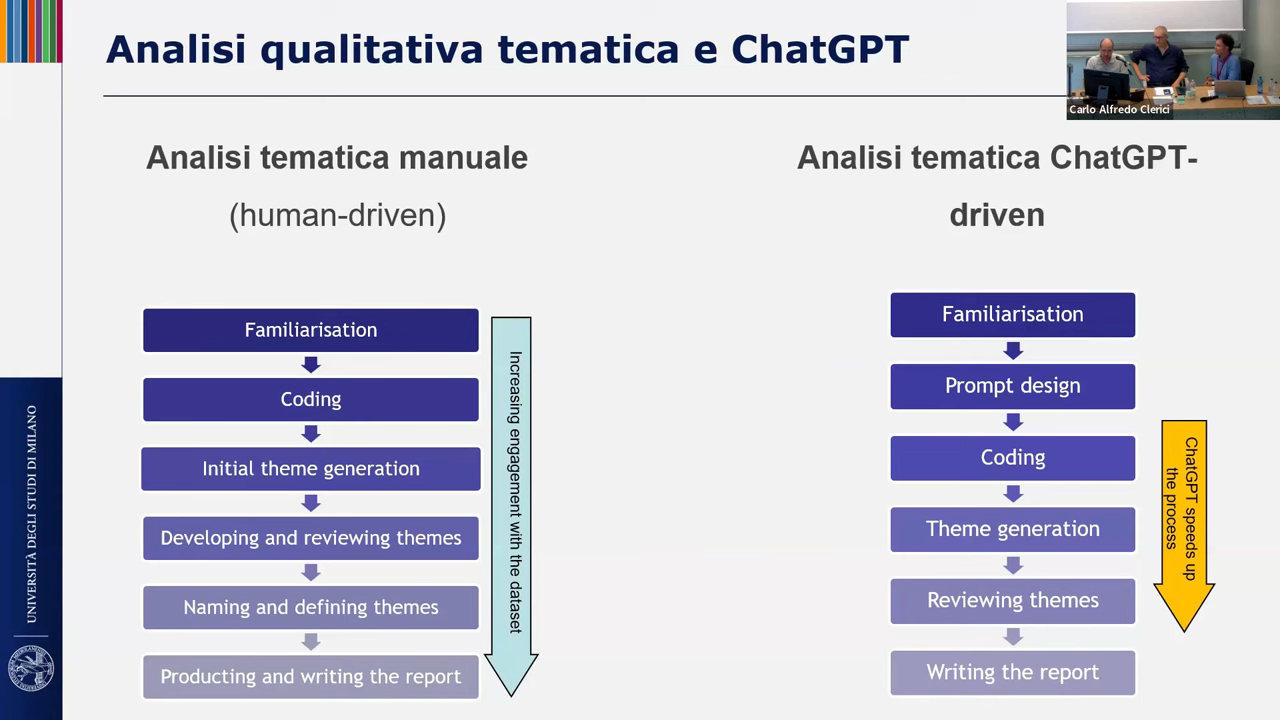 Analisi qualitativa tematica e ChatGPT
Carlo Alfredo Clerici
Analisi tematica manuale
(human-driven)
Familiarisation
Coding
Initial theme generation
Developing and reviewing themes
Naming and defining themes
Producting and writing the report
Increasing engagement with the dataset
Analisi tematica ChatGPT-
driven
Familiarisation
Prompt design
Coding
Theme generation
Reviewing themes
Writing the report
ChatGPT speeds up
the process
UNIVERSITÀ DEGLI STUDI DI MILANO